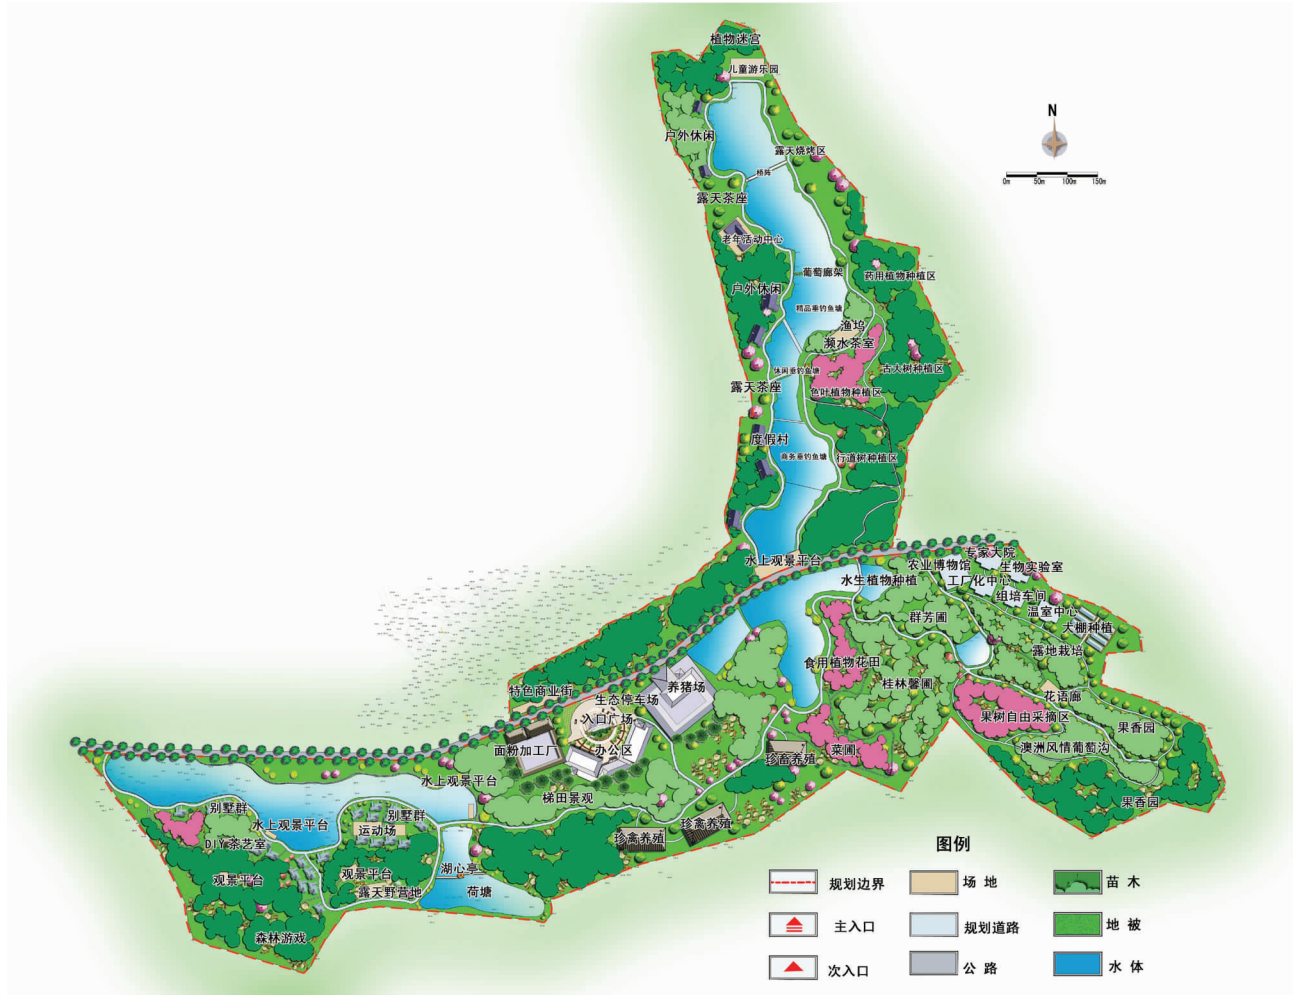 植物迷宫
儿童游乐园
N
户外休闲
露天烧烤区
桥阵
0m 50m 100m 150m
露天茶座
老年活动中心
葡萄廊架
药用植物种植区
户外休闲
精品垂钓鱼塘
渔坞
濒水茶室
古大树种植区
休闲垂钓鱼塘
露天茶座
色叶植物种植区
度假村
商务垂钓鱼塘
行道树种植区
水上观景平台
专家大院
农业博物馆
生物实验室
水生植物种植
工厂化中心
组培车间
温室中心
群芳圃
大棚种植
露地栽培
食用植物花田
桂林馨圃
养猪场
特色商业街
生态停车场
花语廊
入口广场
果树自由采摘区
果香园
面粉加工厂
办公区
菜圃
澳洲风情葡萄沟
珍畜养殖
水上观景平台
梯田景观
果香园
别墅群
别墅群
水上观景平台
运动场
珍禽养殖
珍禽养殖
DIY茶艺室
湖心亭
观景平台
观景平台
露天野营地
荷塘
森林游戏
图例
规划边界
场地
苗木
主入口
规划道路
地被
次入口
公路
水体